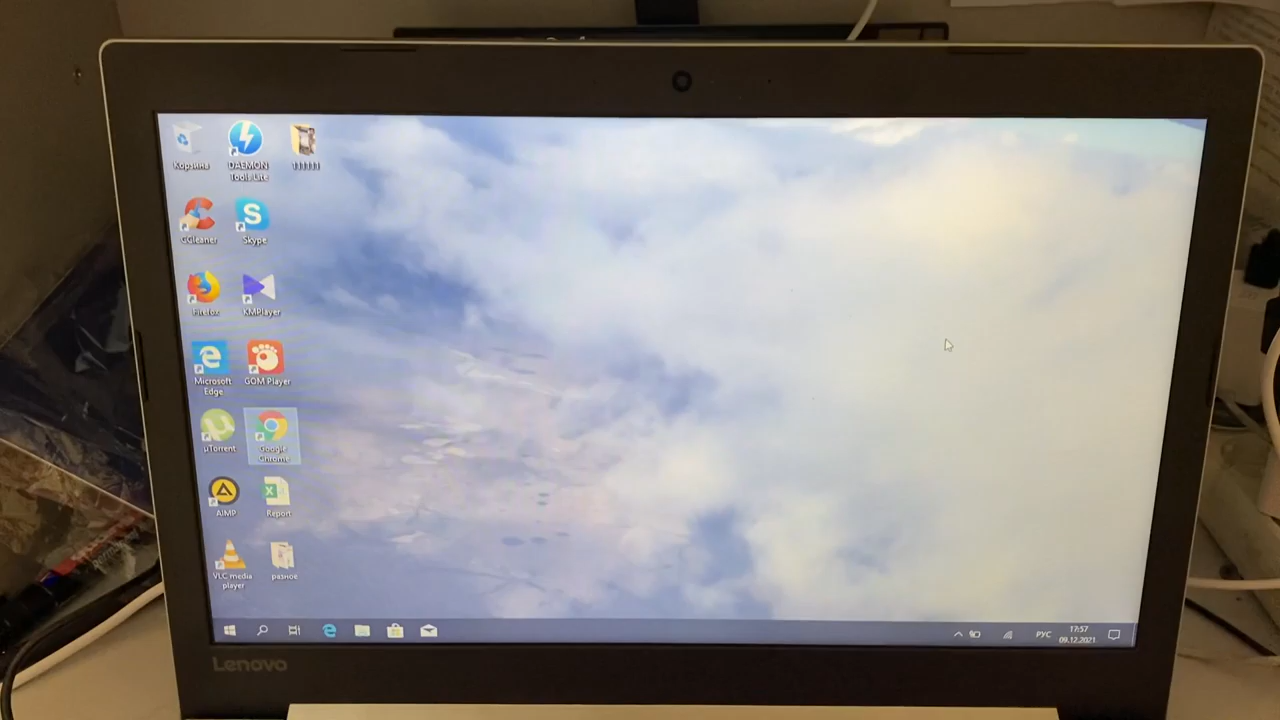 Корзина
DAEMON
Tools Lite
111111
CCleaner
Skype
Firefox
KMPlayer
Microsoft
Edge
GOM Player
µTorrent
Google
Chrome
AIMP
Report
VLC media
player
разное
РУС
17:57
09.12.2021
Lenovo